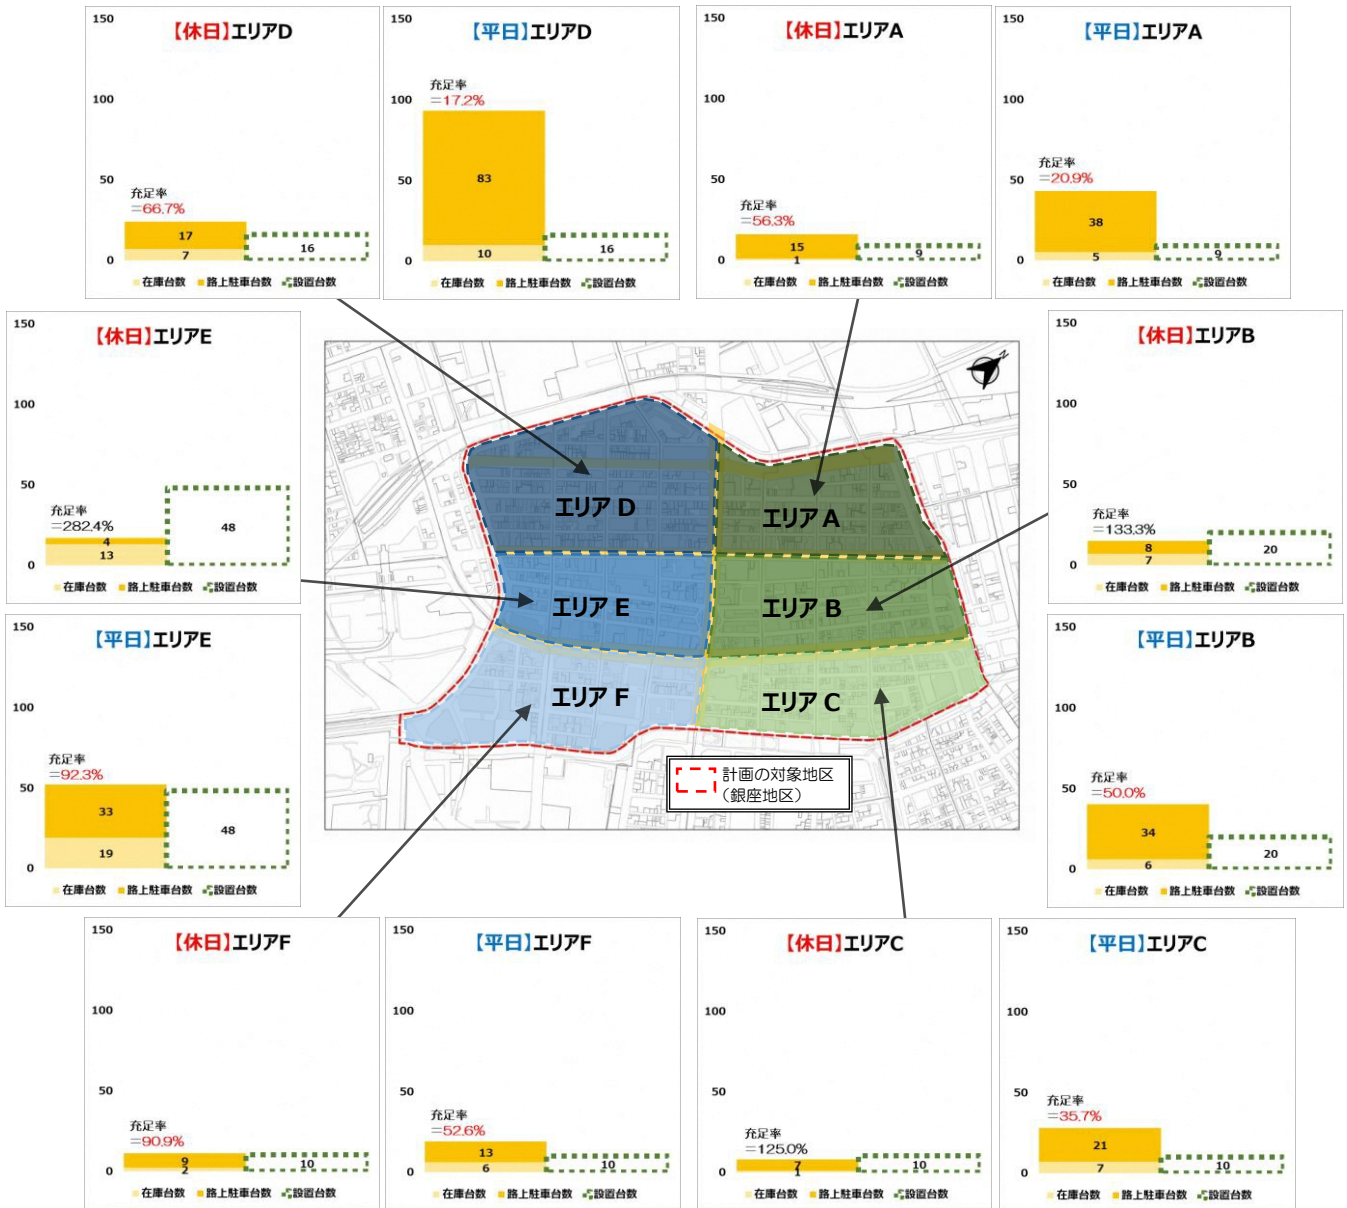 150
【休日】エリアD
100
充足率
=66.7%
50
17
7
16
0
在庫台数 路上駐車台数 設置台数
150
【平日】エリアD
充足率
=17.2%
100
83
50
10
16
0
在庫台数 路上駐車台数 設置台数
150
【休日】エリアA
100
充足率
=56.3%
50
15
1
9
0
在庫台数 路上駐車台数 設置台数
150
【平日】エリアA
100
充足率
=20.9%
50
38
5
9
0
在庫台数 路上駐車台数 設置台数
150
【休日】エリアE
100
50
充足率
=282.4%
4
13
48
0
在庫台数 路上駐車台数 設置台数
150
【休日】エリアB
100
50
充足率
=133.3%
8
7
20
0
在庫台数 路上駐車台数 設置台数
N
エリア D
エリア A
エリア E
エリア B
エリア F
エリア C
計画の対象地区
（銀座地区）
150
【平日】エリアE
100
充足率
=92.3%
50
33
19
48
0
在庫台数 路上駐車台数 設置台数
150
【平日】エリアB
100
充足率
=50.0%
50
34
6
20
0
在庫台数 路上駐車台数 設置台数
150
【休日】エリアF
100
50
充足率
=90.9%
9
2
10
0
在庫台数 路上駐車台数 設置台数
150
【平日】エリアF
100
50
充足率
=52.6%
13
6
10
0
在庫台数 路上駐車台数 設置台数
150
【休日】エリアC
100
50
充足率
=125.0%
7
1
10
0
在庫台数 路上駐車台数 設置台数
150
【平日】エリアC
100
50
充足率
=35.7%
21
7
10
0
在庫台数 路上駐車台数 設置台数